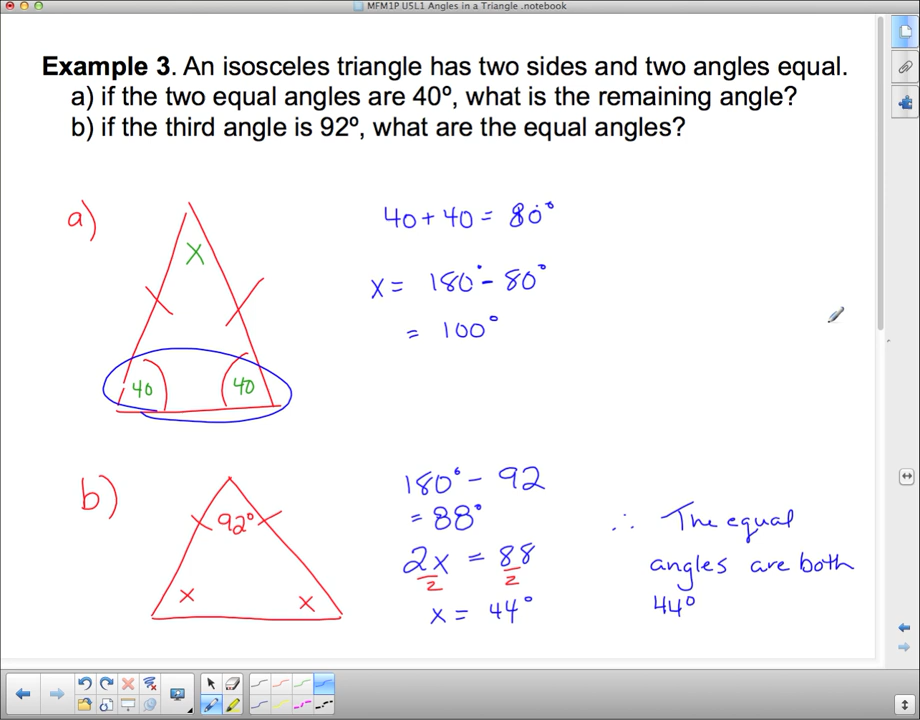 MFM1P U5L1 Angles in a Triangle .notebook
Example 3. An isosceles triangle has two sides and two angles equal.
a) if the two equal angles are 40º, what is the remaining angle?
b) if the third angle is 92º, what are the equal angles?
a)
x
40 40
40 + 40 = 80°
x = 180° - 80°
= 100°
b)
92°
x x
180° - 92
= 88°
2x = 88
2 2
x = 44°
∴ The equal
angles are both
44°